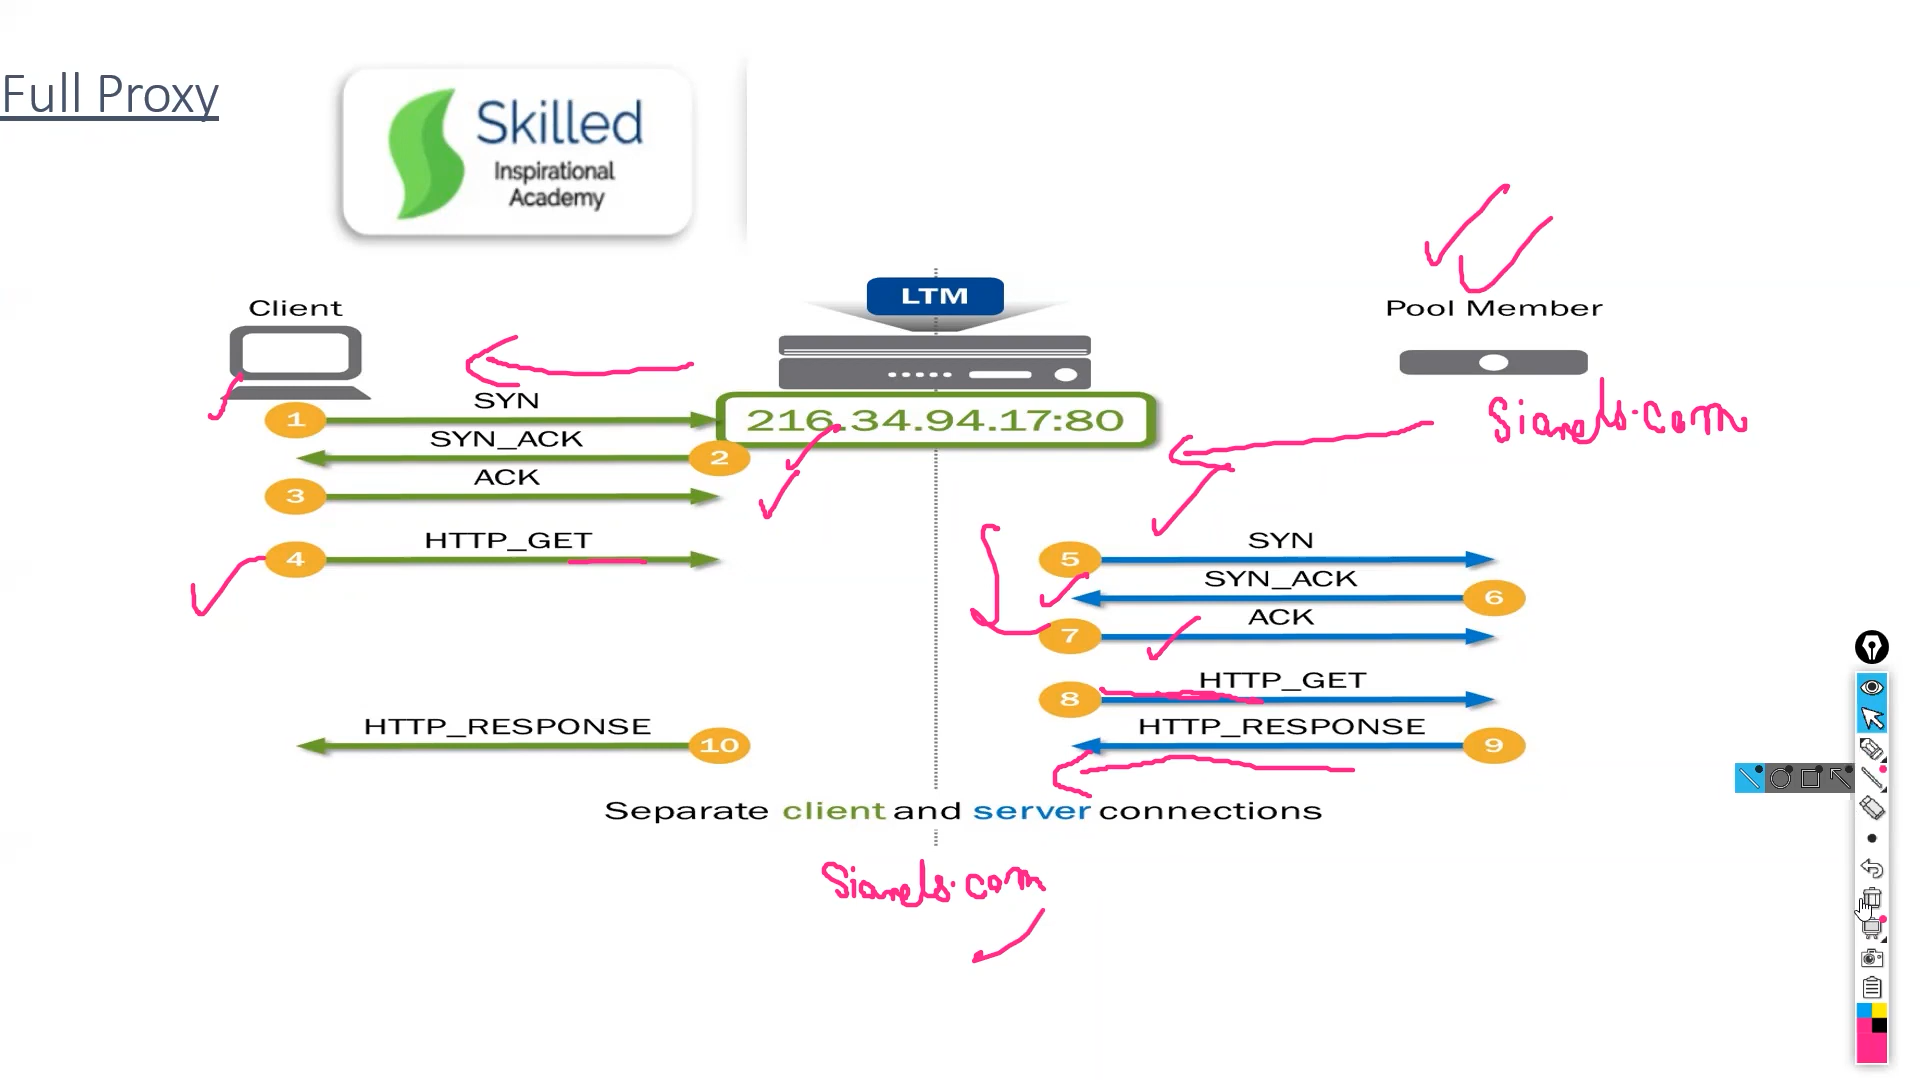 Full Proxy
Skilled
Inspirational
Academy
LTM
Client
Pool Member
216.34.94.17:80
1 SYN
SYN_ACK 2
3 ACK
4 HTTP_GET
5 SYN
SYN_ACK 6
7 ACK
8 HTTP_GET
HTTP_RESPONSE 9
HTTP_RESPONSE 10
Separate client and server connections